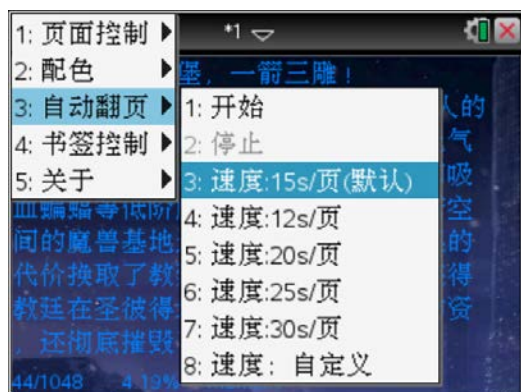 *1
1: 页面控制
2: 配色
3: 自动翻页
4: 书签控制
5: 关于
1: 开始
2: 停止
3: 速度:15s/页(默认)
4: 速度:12s/页
5: 速度:20s/页
6: 速度:25s/页
7: 速度:30s/页
8: 速度: 自定义
堡, 一箭三雕!
人的
气
吸
血蝙蝠等低阶
空
间的魔兽基地
的
代价换取了教
得
教廷在圣彼得
资
, 还彻底摧毁
44/1048 4.19%